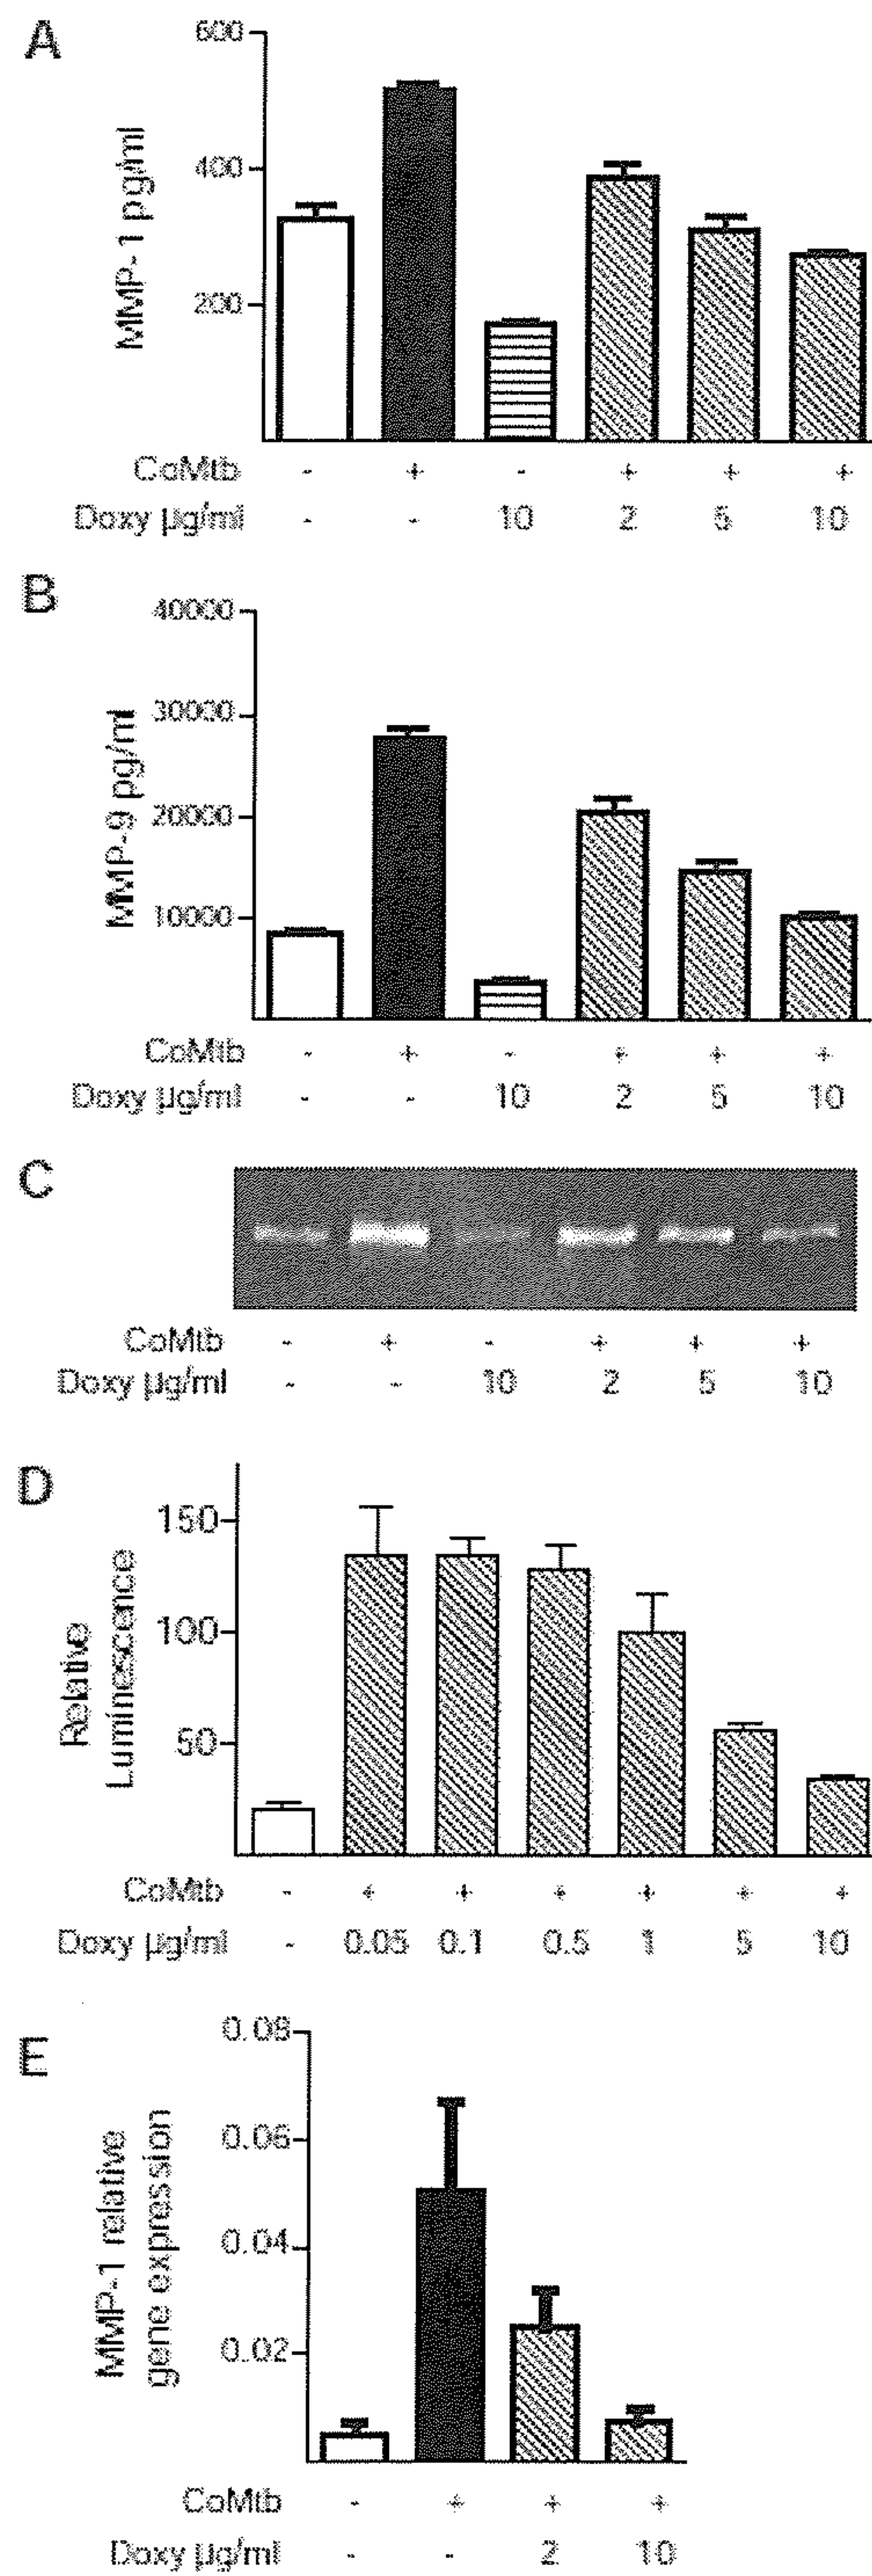 A
600
400
200
MMP-1 pg/ml
CoMtb - + - + + +
Doxy µg/ml - - 10 2 5 10
B
40000
30000
20000
10000
MMP-9 pg/ml
CoMtb - + - + + +
Doxy µg/ml - - 10 2 5 10
C
CoMtb - + - + + +
Doxy µg/ml - - 10 2 5 10
D
150
100
50
Relative
Luminescence
CoMtb - + + + + + +
Doxy µg/ml - 0.05 0.1 0.5 1 5 10
E
0.08
0.06
0.04
0.02
MMP-1 relative
gene expression
CoMtb - + + +
Doxy µg/ml - - 2 10